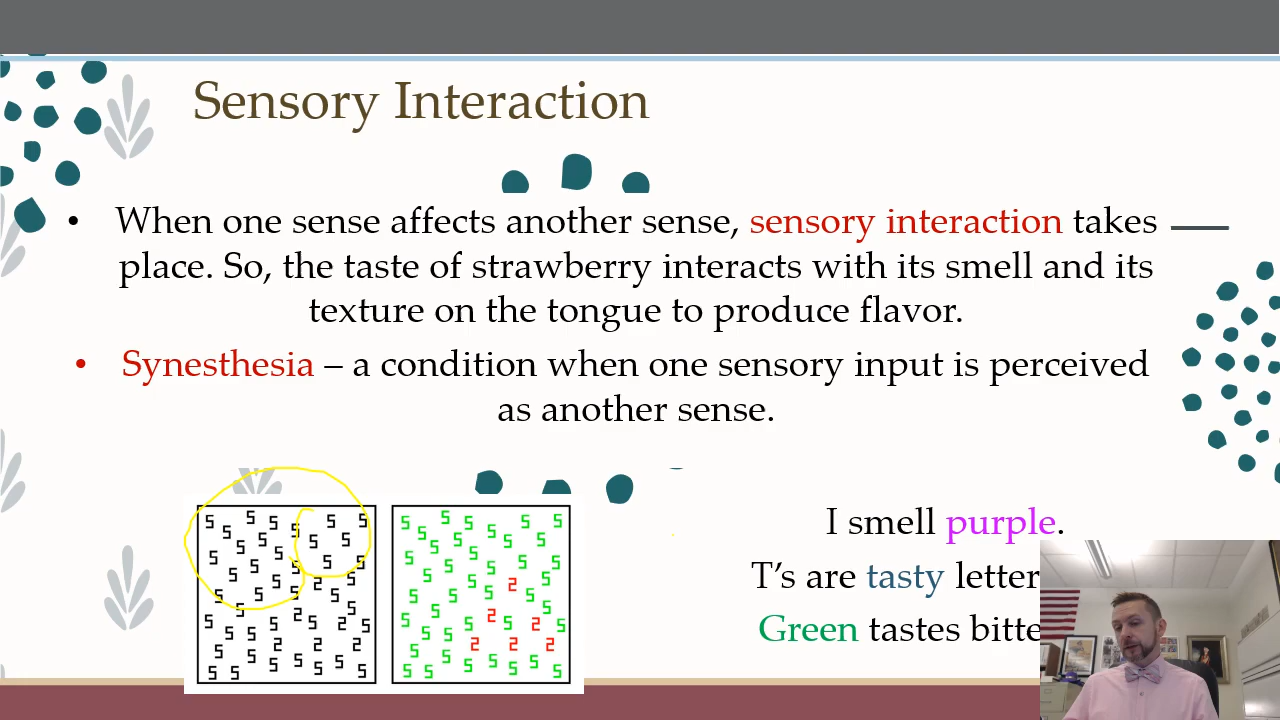 Sensory Interaction
• When one sense affects another sense, sensory interaction takes
place. So, the taste of strawberry interacts with its smell and its
texture on the tongue to produce flavor.
• Synesthesia – a condition when one sensory input is perceived
as another sense.
I smell purple.
T's are tasty letter
Green tastes bitte